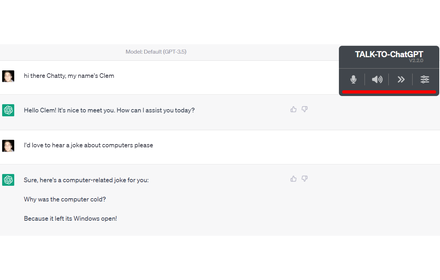 Model: Default (GPT-3.5)
TALK-TO-ChatGPT
hi there Chatty, my name's Clem
Hello Clem! It's nice to meet you. How can I assist you today?
I'd love to hear a joke about computers please
Sure, here's a computer-related joke for you:
Why was the computer cold?
Because it left its Windows open!